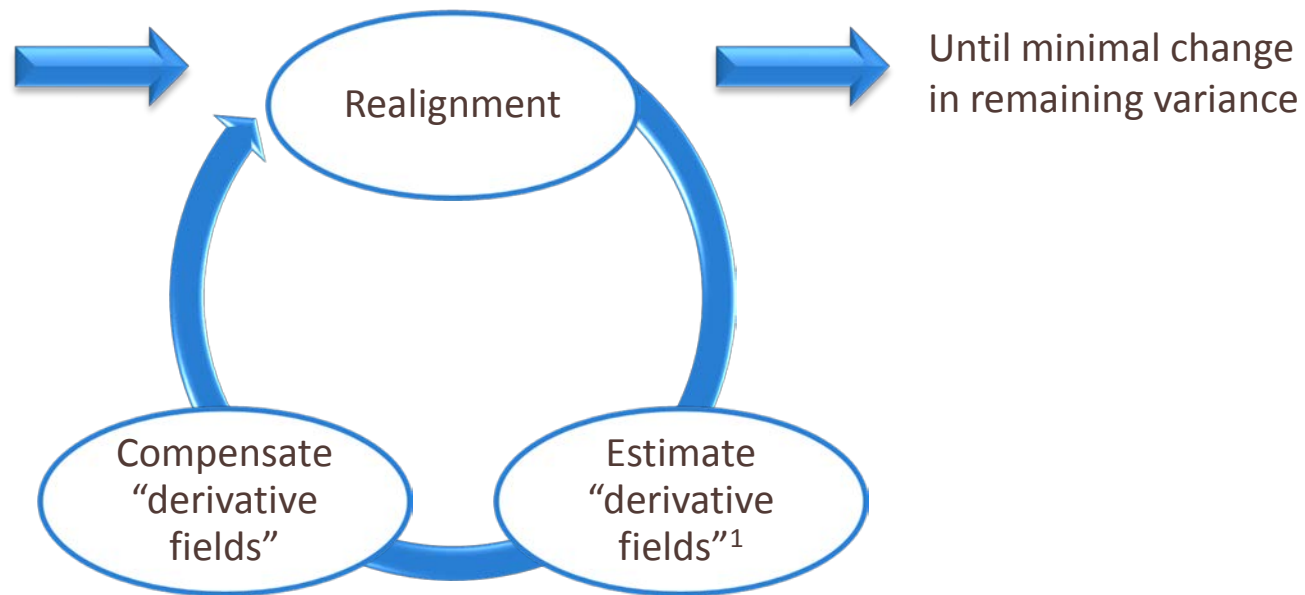 Realignment
Until minimal change
in remaining variance
Compensate
“derivative
fields”
Estimate
“derivative
fields”¹